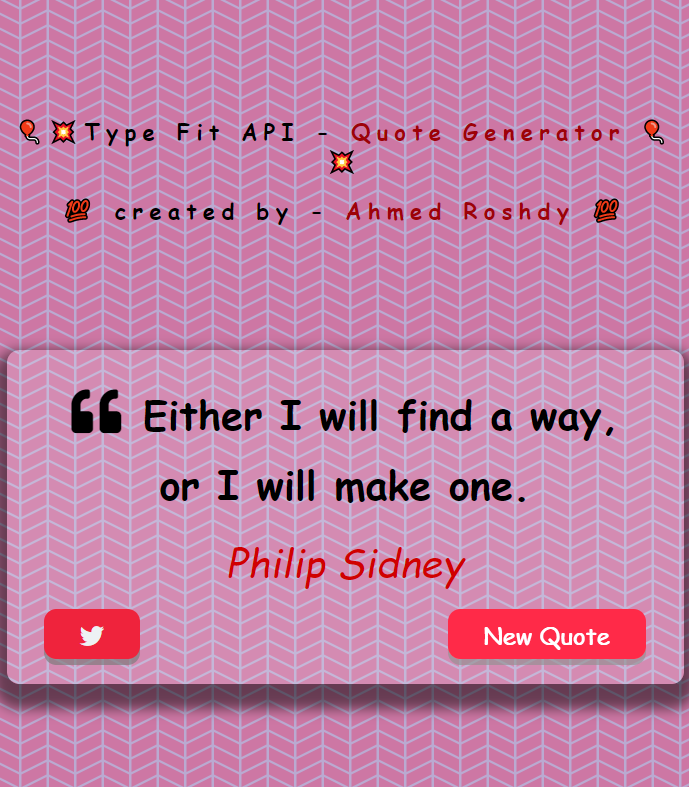 🎈💥Type Fit API - Quote Generator 🎈
💥
💯 created by - Ahmed Roshdy 💯
❝ Either I will find a way,
or I will make one.
Philip Sidney
New Quote